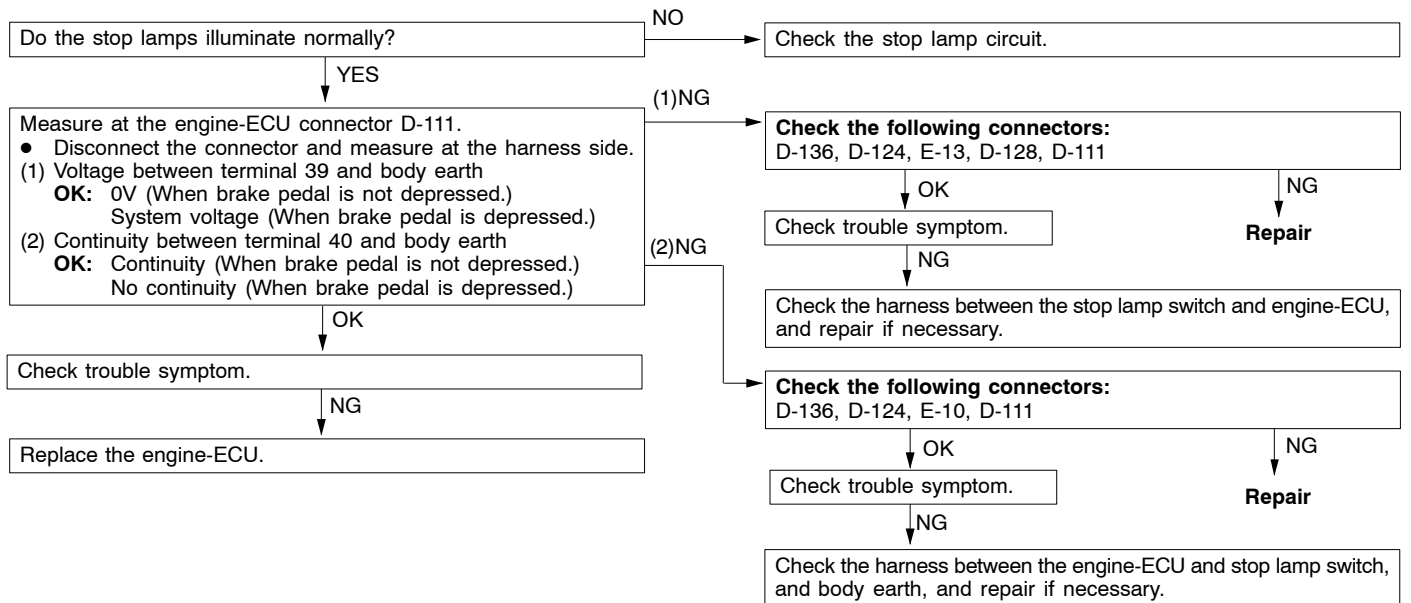 Do the stop lamps illuminate normally?
NO
Check the stop lamp circuit.
YES
Measure at the engine-ECU connector D-111.
● Disconnect the connector and measure at the harness side.
(1) Voltage between terminal 39 and body earth
OK: 0V (When brake pedal is not depressed.)
System voltage (When brake pedal is depressed.)
(2) Continuity between terminal 40 and body earth
OK: Continuity (When brake pedal is not depressed.)
No continuity (When brake pedal is depressed.)
(1)NG
Check the following connectors:
D-136, D-124, E-13, D-128, D-111
OK
NG
Check trouble symptom.
Repair
NG
Check the harness between the stop lamp switch and engine-ECU,
and repair if necessary.
(2)NG
Check the following connectors:
D-136, D-124, E-10, D-111
OK
NG
Check trouble symptom.
Repair
NG
Check the harness between the engine-ECU and stop lamp switch,
and body earth, and repair if necessary.
OK
Check trouble symptom.
NG
Replace the engine-ECU.